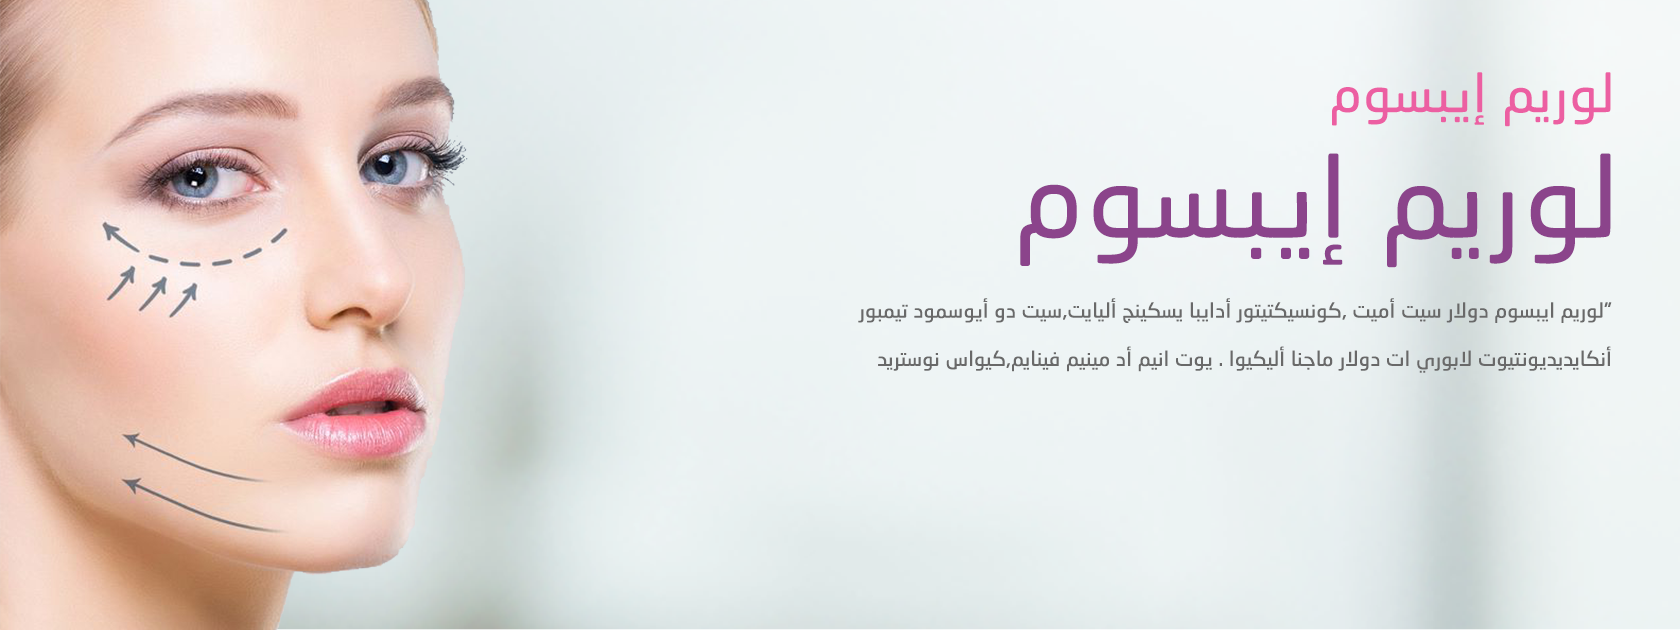 لوريم إيبسوم
لوريم إيبسوم
"لوريم ايبسوم دولار سيت أميت ,كونسيكتيتور أدايبا يسكينج أليايت,سيت دو أيوسمود تيمبور
أنكايديديونتيوت لابوري ات دولار ماجنا أليكيوا . يوت انيم أد مينيم فينايم,كيواس نوستريد